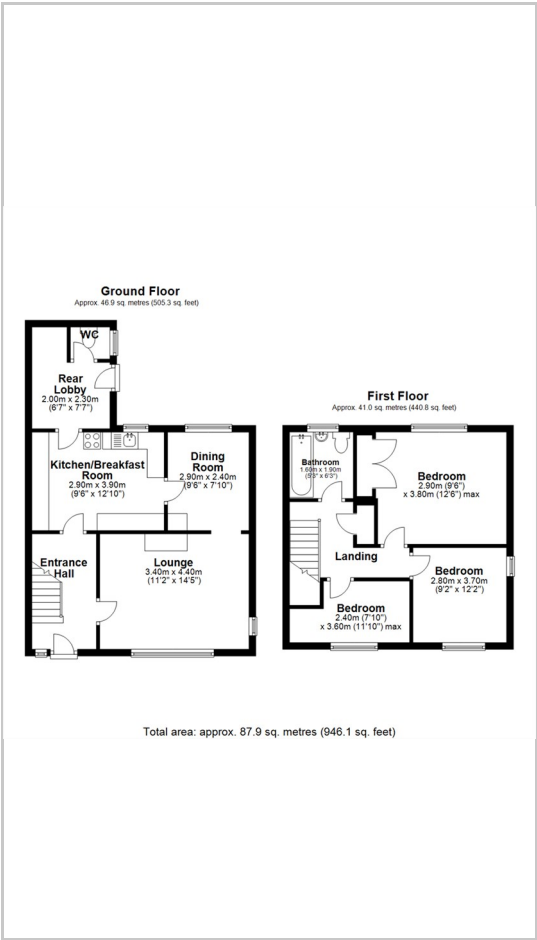 Ground Floor
Approx. 46.9 sq. metres (505.3 sq. feet)
WC
Rear
Lobby
2.00m x 2.30m
(6'7" x 7'7")
Kitchen/Breakfast
Room
2.90m x 3.90m
(9'6" x 12'10")
Dining
Room
2.90m x 2.40m
(9'6" x 7'10")
Entrance
Hall
Lounge
3.40m x 4.40m
(11'2" x 14'5")
First Floor
Approx. 41.0 sq. metres (440.8 sq. feet)
Bathroom
1.60m x 1.90m
(5'3" x 6'3")
Bedroom
2.90m (9'6")
x 3.80m (12'6") max
Landing
Bedroom
2.80m x 3.70m
(9'2" x 12'2")
Bedroom
2.40m (7'10")
x 3.60m (11'10") max
Total area: approx. 87.9 sq. metres (946.1 sq. feet)